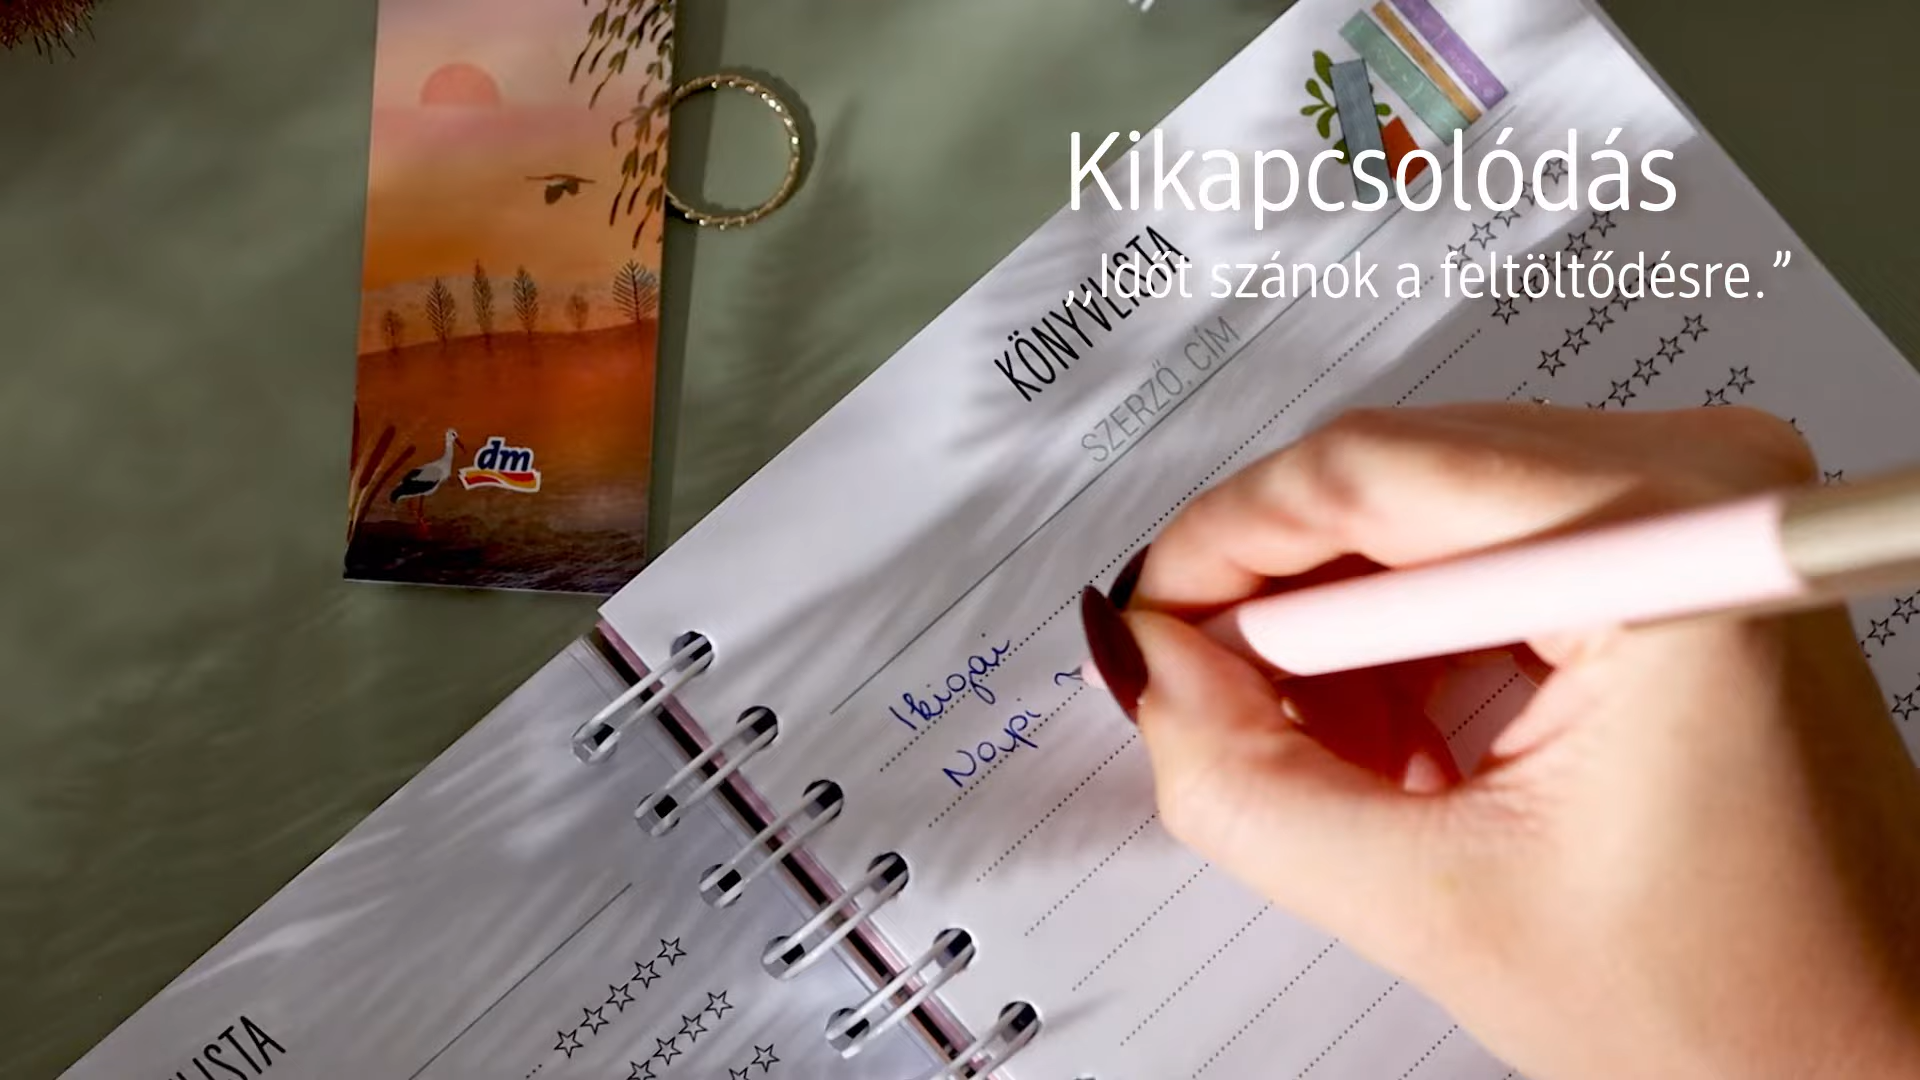 Kikapcsolódás
,,Időt szánok a feltöltődésre.”
KÖNYVLISTA
SZERZŐ, CÍM
dm
Ikigai
Napi
LISTA